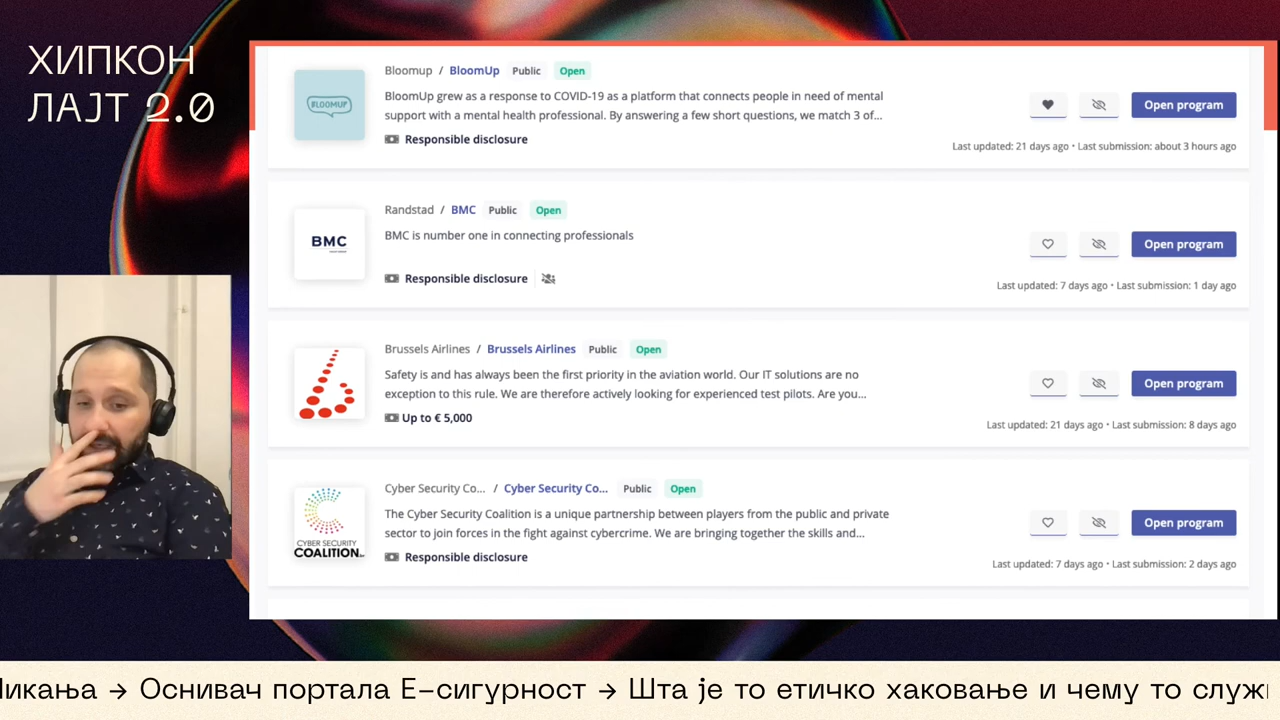 ХИПКОН
ЛАЈТ 2.0
Bloomup / BloomUp Public Open
BLOOMUP
BloomUp grew as a response to COVID-19 as a platform that connects people in need of mental
support with a mental health professional. By answering a few short questions, we match 3 of...
Responsible disclosure
Open program
Last updated: 21 days ago • Last submission: about 3 hours ago
Randstad / BMC Public Open
BMC
BMC is number one in connecting professionals
Responsible disclosure
Open program
Last updated: 7 days ago • Last submission: 1 day ago
Brussels Airlines / Brussels Airlines Public Open
Safety is and has always been the first priority in the aviation world. Our IT solutions are no
exception to this rule. We are therefore actively looking for experienced test pilots. Are you...
Up to € 5,000
Open program
Last updated: 21 days ago • Last submission: 8 days ago
Cyber Security Co... / Cyber Security Co... Public Open
CYBER SECURITY
COALITION
The Cyber Security Coalition is a unique partnership between players from the public and private
sector to join forces in the fight against cybercrime. We are bringing together the skills and...
Responsible disclosure
Open program
Last updated: 7 days ago • Last submission: 2 days ago
икања → Оснивач портала Е-сигурност → Шта је то етичко хаковање и чему то служ